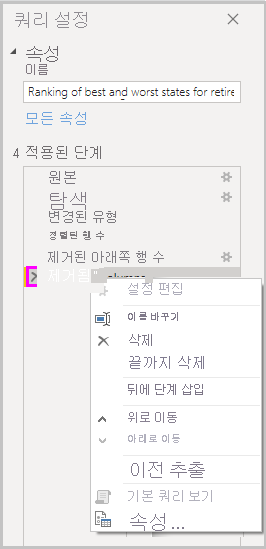 쿼리 설정
속성
이름
Ranking of best and worst states for retire
모든 속성
4 적용된 단계
원본
탐색
변경된 유형
정렬된 행 수
제거된 아래쪽 행 수
제거됨"
설정 편집
이름 바꾸기
삭제
끝까지 삭제
뒤에 단계 삽입
위로 이동
아래로 이동
이전 추출
기본 쿼리 보기
속성 ...